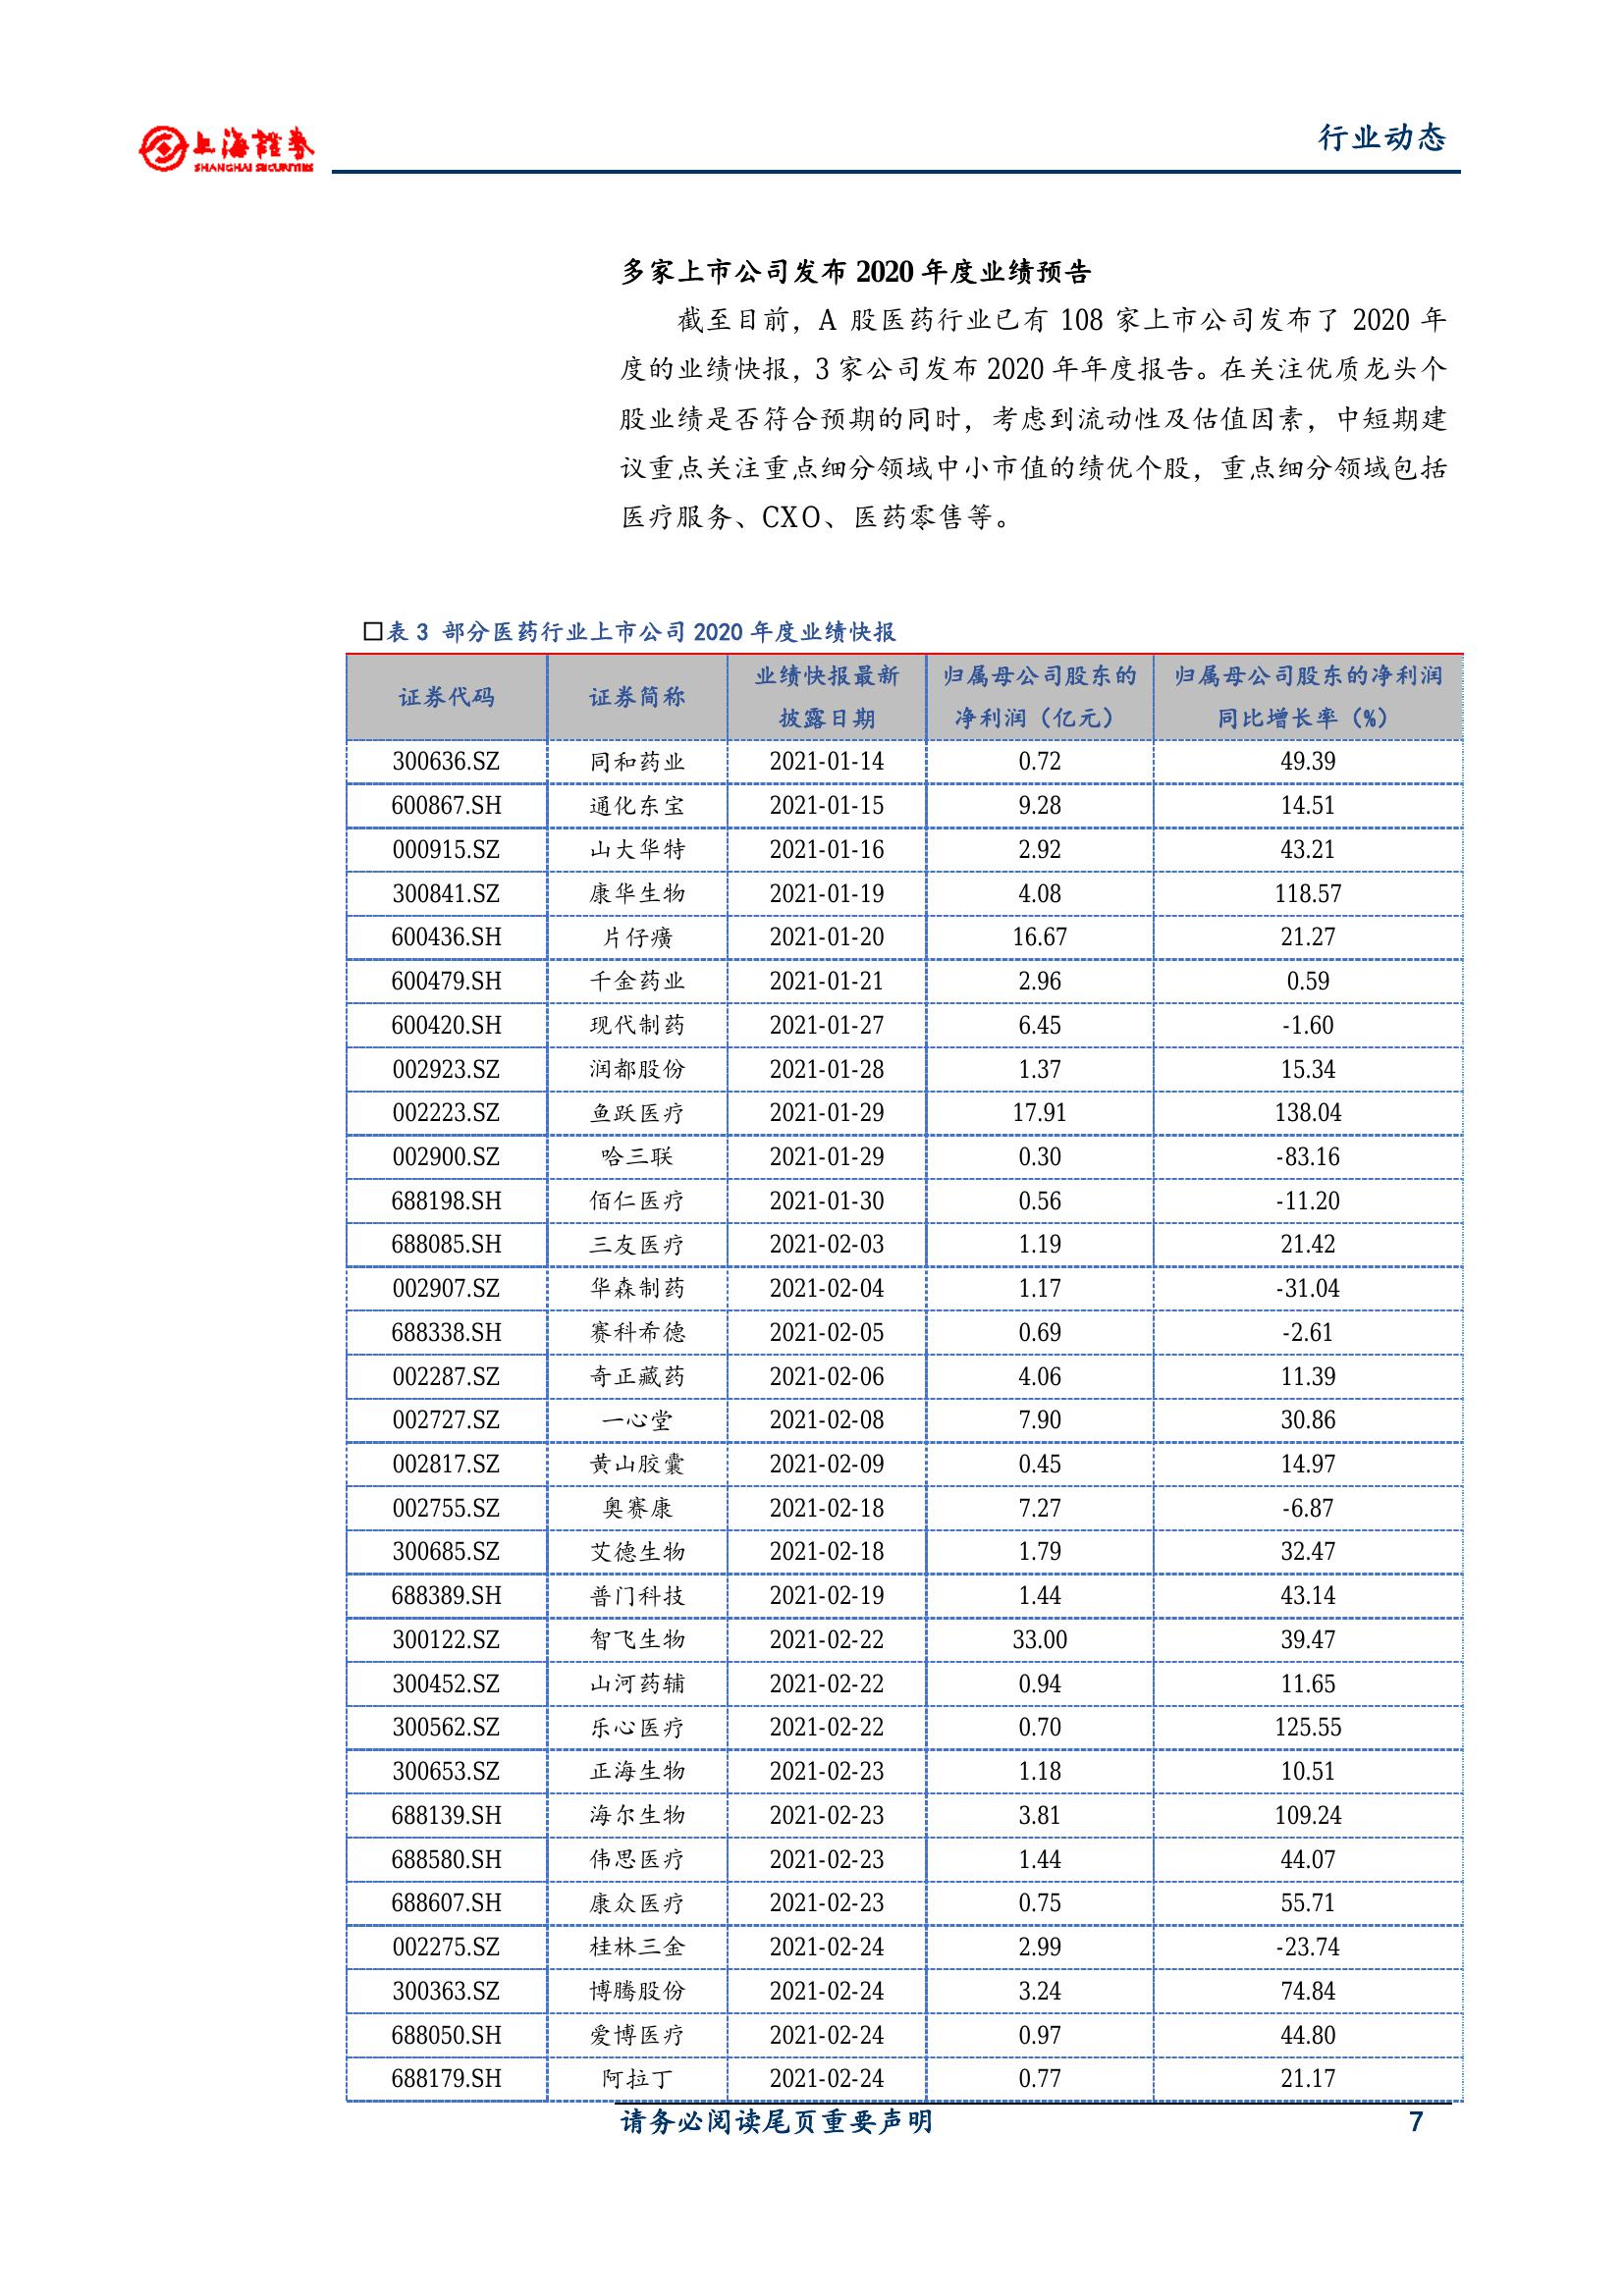 上海證券
SHANGHAI SECURITIES
行业动态
多家上市公司发布 2020 年度业绩预告
截至目前，A 股医药行业已有 108 家上市公司发布了 2020 年
度的业绩快报，3 家公司发布 2020 年年度报告。在关注优质龙头个
股业绩是否符合预期的同时，考虑到流动性及估值因素，中短期建
议重点关注重点细分领域中小市值的绩优个股，重点细分领域包括
医疗服务、CXO、医药零售等。
□表 3 部分医药行业上市公司 2020 年度业绩快报
证券代码 证券简称 业绩快报最新披露日期 归属母公司股东的净利润（亿元） 归属母公司股东的净利润同比增长率（%）
300636.SZ 同和药业 2021-01-14 0.72 49.39
600867.SH 通化东宝 2021-01-15 9.28 14.51
000915.SZ 山大华特 2021-01-16 2.92 43.21
300841.SZ 康华生物 2021-01-19 4.08 118.57
600436.SH 片仔癀 2021-01-20 16.67 21.27
600479.SH 千金药业 2021-01-21 2.96 0.59
600420.SH 现代制药 2021-01-27 6.45 -1.60
002923.SZ 润都股份 2021-01-28 1.37 15.34
002223.SZ 鱼跃医疗 2021-01-29 17.91 138.04
002900.SZ 哈三联 2021-01-29 0.30 -83.16
688198.SH 佰仁医疗 2021-01-30 0.56 -11.20
688085.SH 三友医疗 2021-02-03 1.19 21.42
002907.SZ 华森制药 2021-02-04 1.17 -31.04
688338.SH 赛科希德 2021-02-05 0.69 -2.61
002287.SZ 奇正藏药 2021-02-06 4.06 11.39
002727.SZ 一心堂 2021-02-08 7.90 30.86
002817.SZ 黄山胶囊 2021-02-09 0.45 14.97
002755.SZ 奥赛康 2021-02-18 7.27 -6.87
300685.SZ 艾德生物 2021-02-18 1.79 32.47
688389.SH 普门科技 2021-02-19 1.44 43.14
300122.SZ 智飞生物 2021-02-22 33.00 39.47
300452.SZ 山河药辅 2021-02-22 0.94 11.65
300562.SZ 乐心医疗 2021-02-22 0.70 125.55
300653.SZ 正海生物 2021-02-23 1.18 10.51
688139.SH 海尔生物 2021-02-23 3.81 109.24
688580.SH 伟思医疗 2021-02-23 1.44 44.07
688607.SH 康众医疗 2021-02-23 0.75 55.71
002275.SZ 桂林三金 2021-02-24 2.99 -23.74
300363.SZ 博腾股份 2021-02-24 3.24 74.84
688050.SH 爱博医疗 2021-02-24 0.97 44.80
688179.SH 阿拉丁 2021-02-24 0.77 21.17
请务必阅读尾页重要声明 7